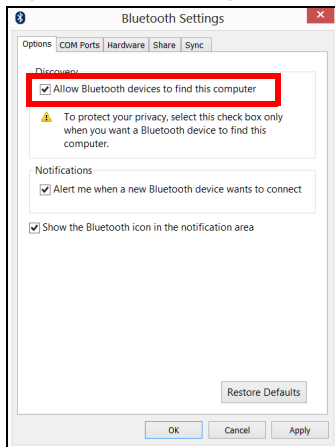 Bluetooth Settings
Options COM Ports Hardware Share Sync
Discovery
Allow Bluetooth devices to find this computer
To protect your privacy, select this check box only
when you want a Bluetooth device to find this
computer.
Notifications
Alert me when a new Bluetooth device wants to connect
Show the Bluetooth icon in the notification area
Restore Defaults
OK Cancel Apply